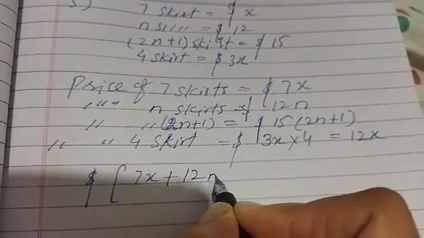 5)
7 skirt = $ x
n skirt = $ 12
(2n+1) skirt = $ 15
4 skirt = $ 3x
Price of 7 skirts = $ 7x
" " " n skirts = $ 12n
" " (2n+1) = $ 15(2n+1)
" " 4 skirt = $ 3x × 4 = 12x
$ [ 7x + 12n